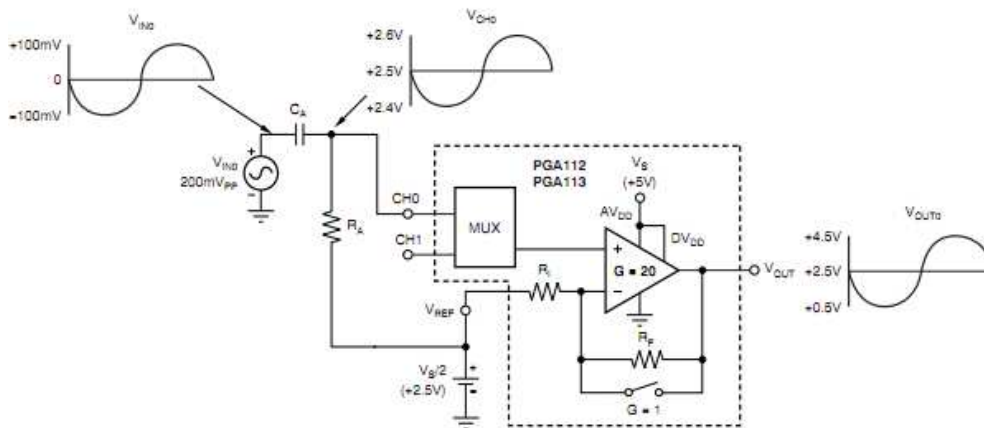 V_IN0
+100mV
0
-100mV
V_CH0
+2.6V
+2.5V
+2.4V
C_A
+
V_IN0
200mV_PP
-
R_A
CH0
CH1
MUX
PGA112
PGA113
V_S
(+5V)
AV_DD
DV_DD
+
G = 20
-
R_I
V_REF
R_F
G = 1
V_S/2
(+2.5V)
+
-
V_OUT
V_OUT0
+4.5V
+2.5V
+0.5V